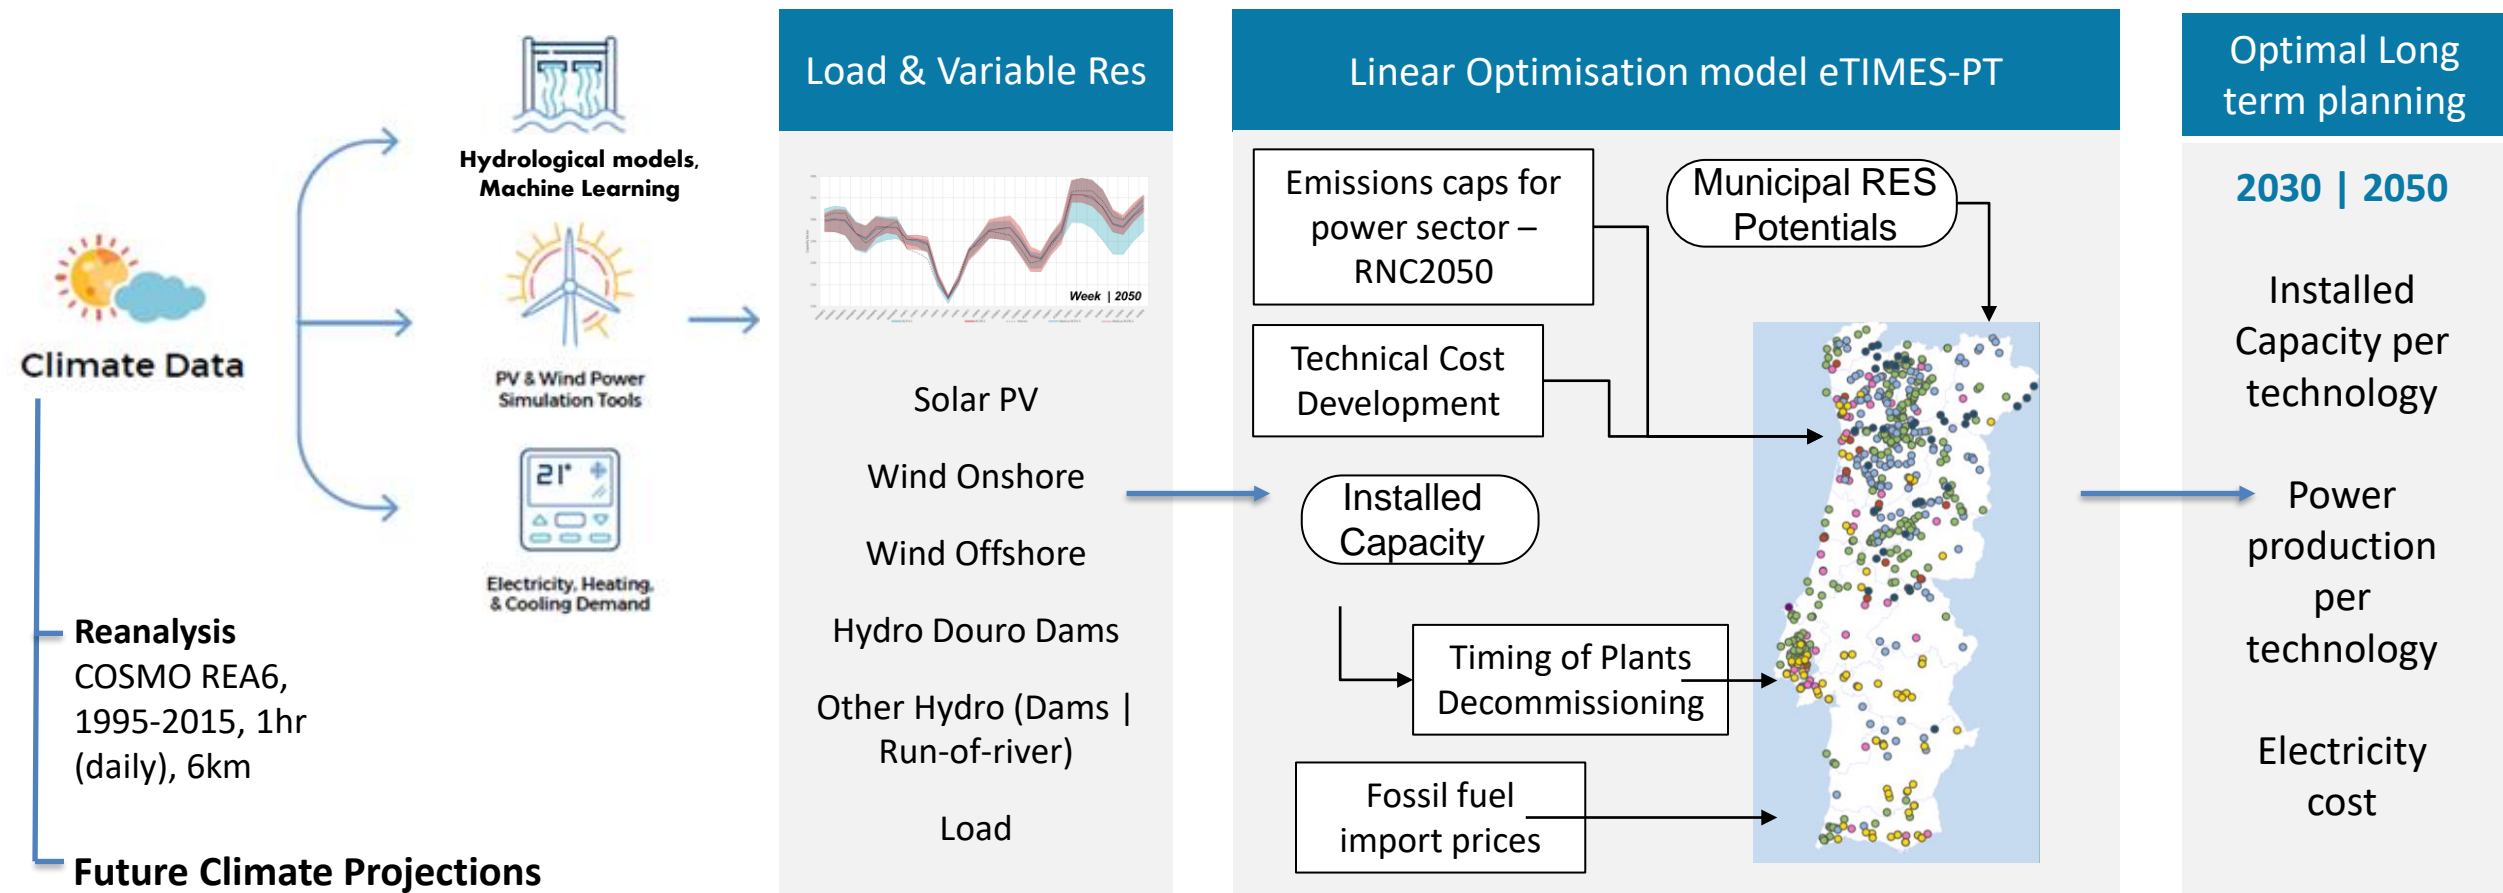 Climate Data
Reanalysis
COSMO REA6,
1995-2015, 1hr
(daily), 6km
Future Climate Projections
Hydrological models,
Machine Learning
PV & Wind Power
Simulation Tools
21°
Electricity, Heating,
& Cooling Demand
Load & Variable Res
Week | 2050
Solar PV
Wind Onshore
Wind Offshore
Hydro Douro Dams
Other Hydro (Dams |
Run-of-river)
Load
Linear Optimisation model eTIMES-PT
Emissions caps for
power sector –
RNC2050
Municipal RES
Potentials
Technical Cost
Development
Installed
Capacity
Timing of Plants
Decommissioning
Fossil fuel
import prices
Optimal Long
term planning
2030 | 2050
Installed
Capacity per
technology
Power
production
per
technology
Electricity
cost